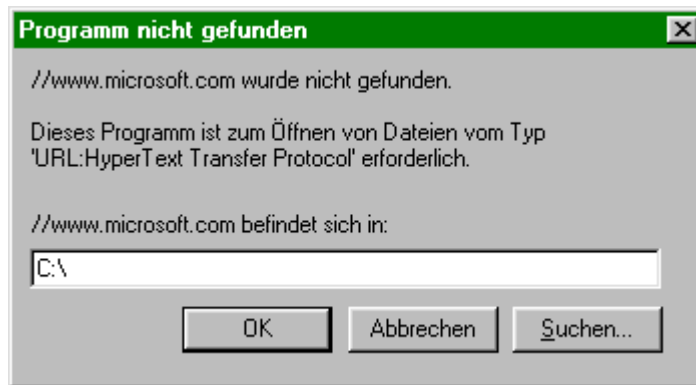 Programm nicht gefunden
//www.microsoft.com wurde nicht gefunden.
Dieses Programm ist zum Öffnen von Dateien vom Typ
'URL:HyperText Transfer Protocol' erforderlich.
//www.microsoft.com befindet sich in:
C:\
OK Abbrechen Suchen...